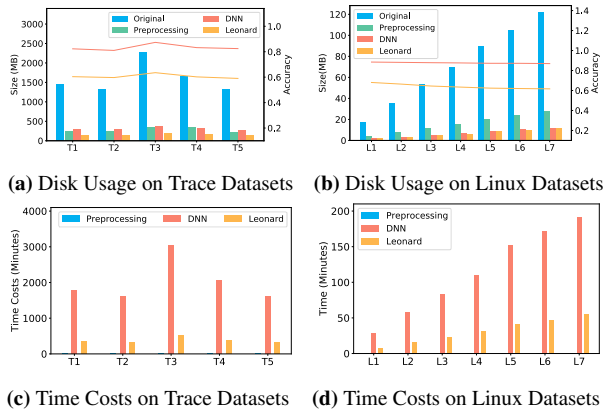 Original
Preprocessing
DNN
Leonard
Size (MB)
3000
2500
2000
1500
1000
500
0
1.0
0.8
0.6
0.4
0.2
Accuracy
T1 T2 T3 T4 T5
(a) Disk Usage on Trace Datasets
Original
Preprocessing
DNN
Leonard
Size(MB)
120
100
80
60
40
20
0
1.4
1.2
1.0
0.8
0.6
0.4
0.2
Accuracy
L1 L2 L3 L4 L5 L6 L7
(b) Disk Usage on Linux Datasets
Preprocessing DNN Leonard
Time Costs (Minutes)
4000
3000
2000
1000
0
T1 T2 T3 T4 T5
(c) Time Costs on Trace Datasets
Preprocessing
DNN
Leonard
Time (Minutes)
200
150
100
50
0
L1 L2 L3 L4 L5 L6 L7
(d) Time Costs on Linux Datasets